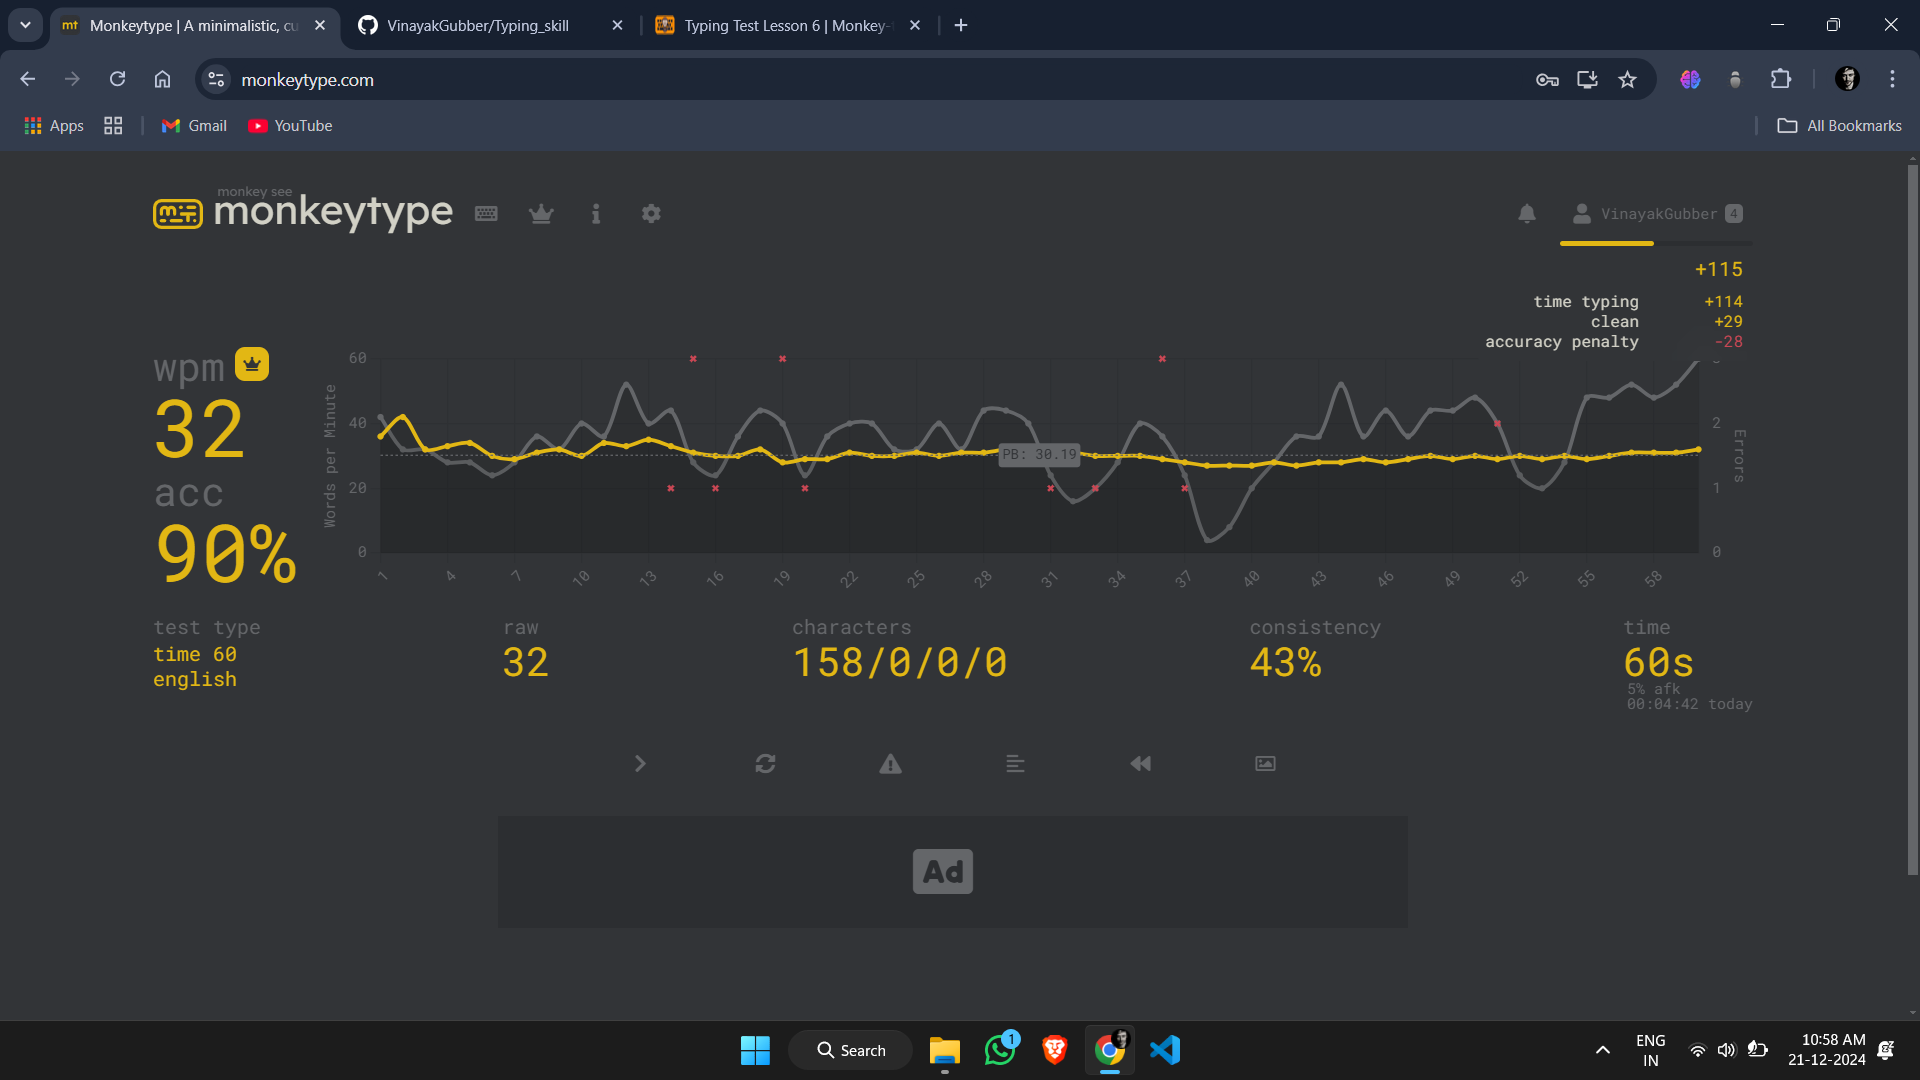 Monkeytype | A minimalistic, cu
VinayakGubber/Typing_skill
Typing Test Lesson 6 | Monkey-
monkeytype.com
Apps
Gmail
YouTube
All Bookmarks
monkey see
monkeytype
VinayakGubber 4
+115
time typing +114
clean +29
accuracy penalty -28
wpm
32
acc
90%
Words per Minute
60
40
20
0
PB: 30.19
Errors
2
1
0
1 4 7 10 13 16 19 22 25 28 31 34 37 40 43 46 49 52 55 58
test type
time 60
english
raw
32
characters
158/0/0/0
consistency
43%
time
60s
5% afk
00:04:42 today
Ad
Search
1
ENG
IN
10:58 AM
21-12-2024